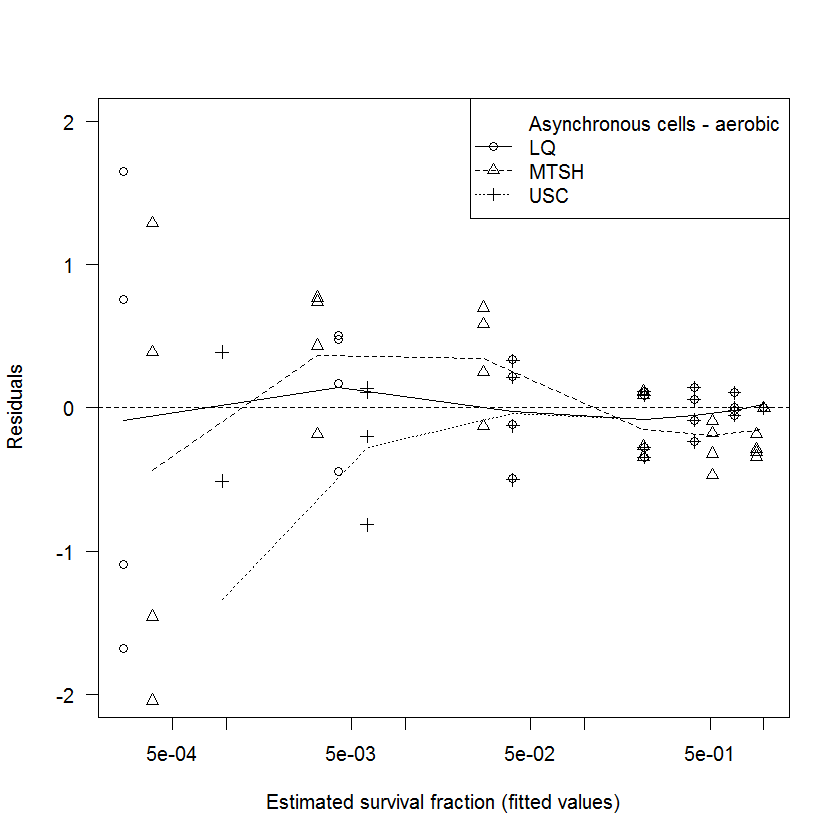 Asynchronous cells - aerobic
LQ
MTSH
USC
2
1
0
-1
-2
Residuals
5e-04 5e-03 5e-02 5e-01
Estimated survival fraction (fitted values)